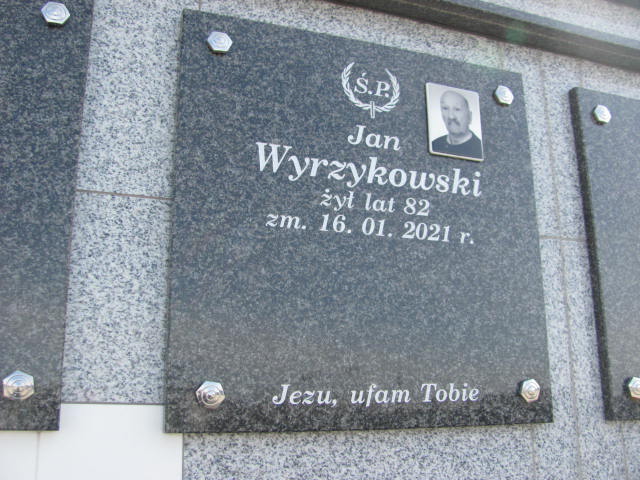 Ś.P.
Jan
Wyrzykowski
żył lat 82
zm. 16. 01. 2021 r.
Jezu, ufam Tobie